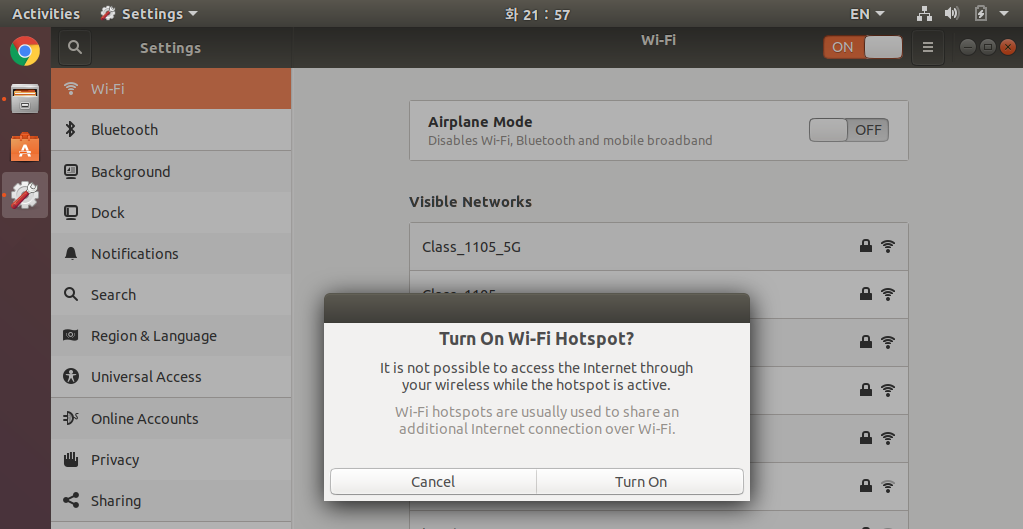 Activities
Settings
화 21 : 57
EN
Settings
Wi-Fi
ON
Wi-Fi
Bluetooth
Background
Dock
Notifications
Search
Region & Language
Universal Access
Online Accounts
Privacy
Sharing
Airplane Mode
Disables Wi-Fi, Bluetooth and mobile broadband
OFF
Visible Networks
Class_1105_5G
Turn On Wi-Fi Hotspot?
It is not possible to access the Internet through
your wireless while the hotspot is active.
Wi-Fi hotspots are usually used to share an
additional Internet connection over Wi-Fi.
Cancel
Turn On